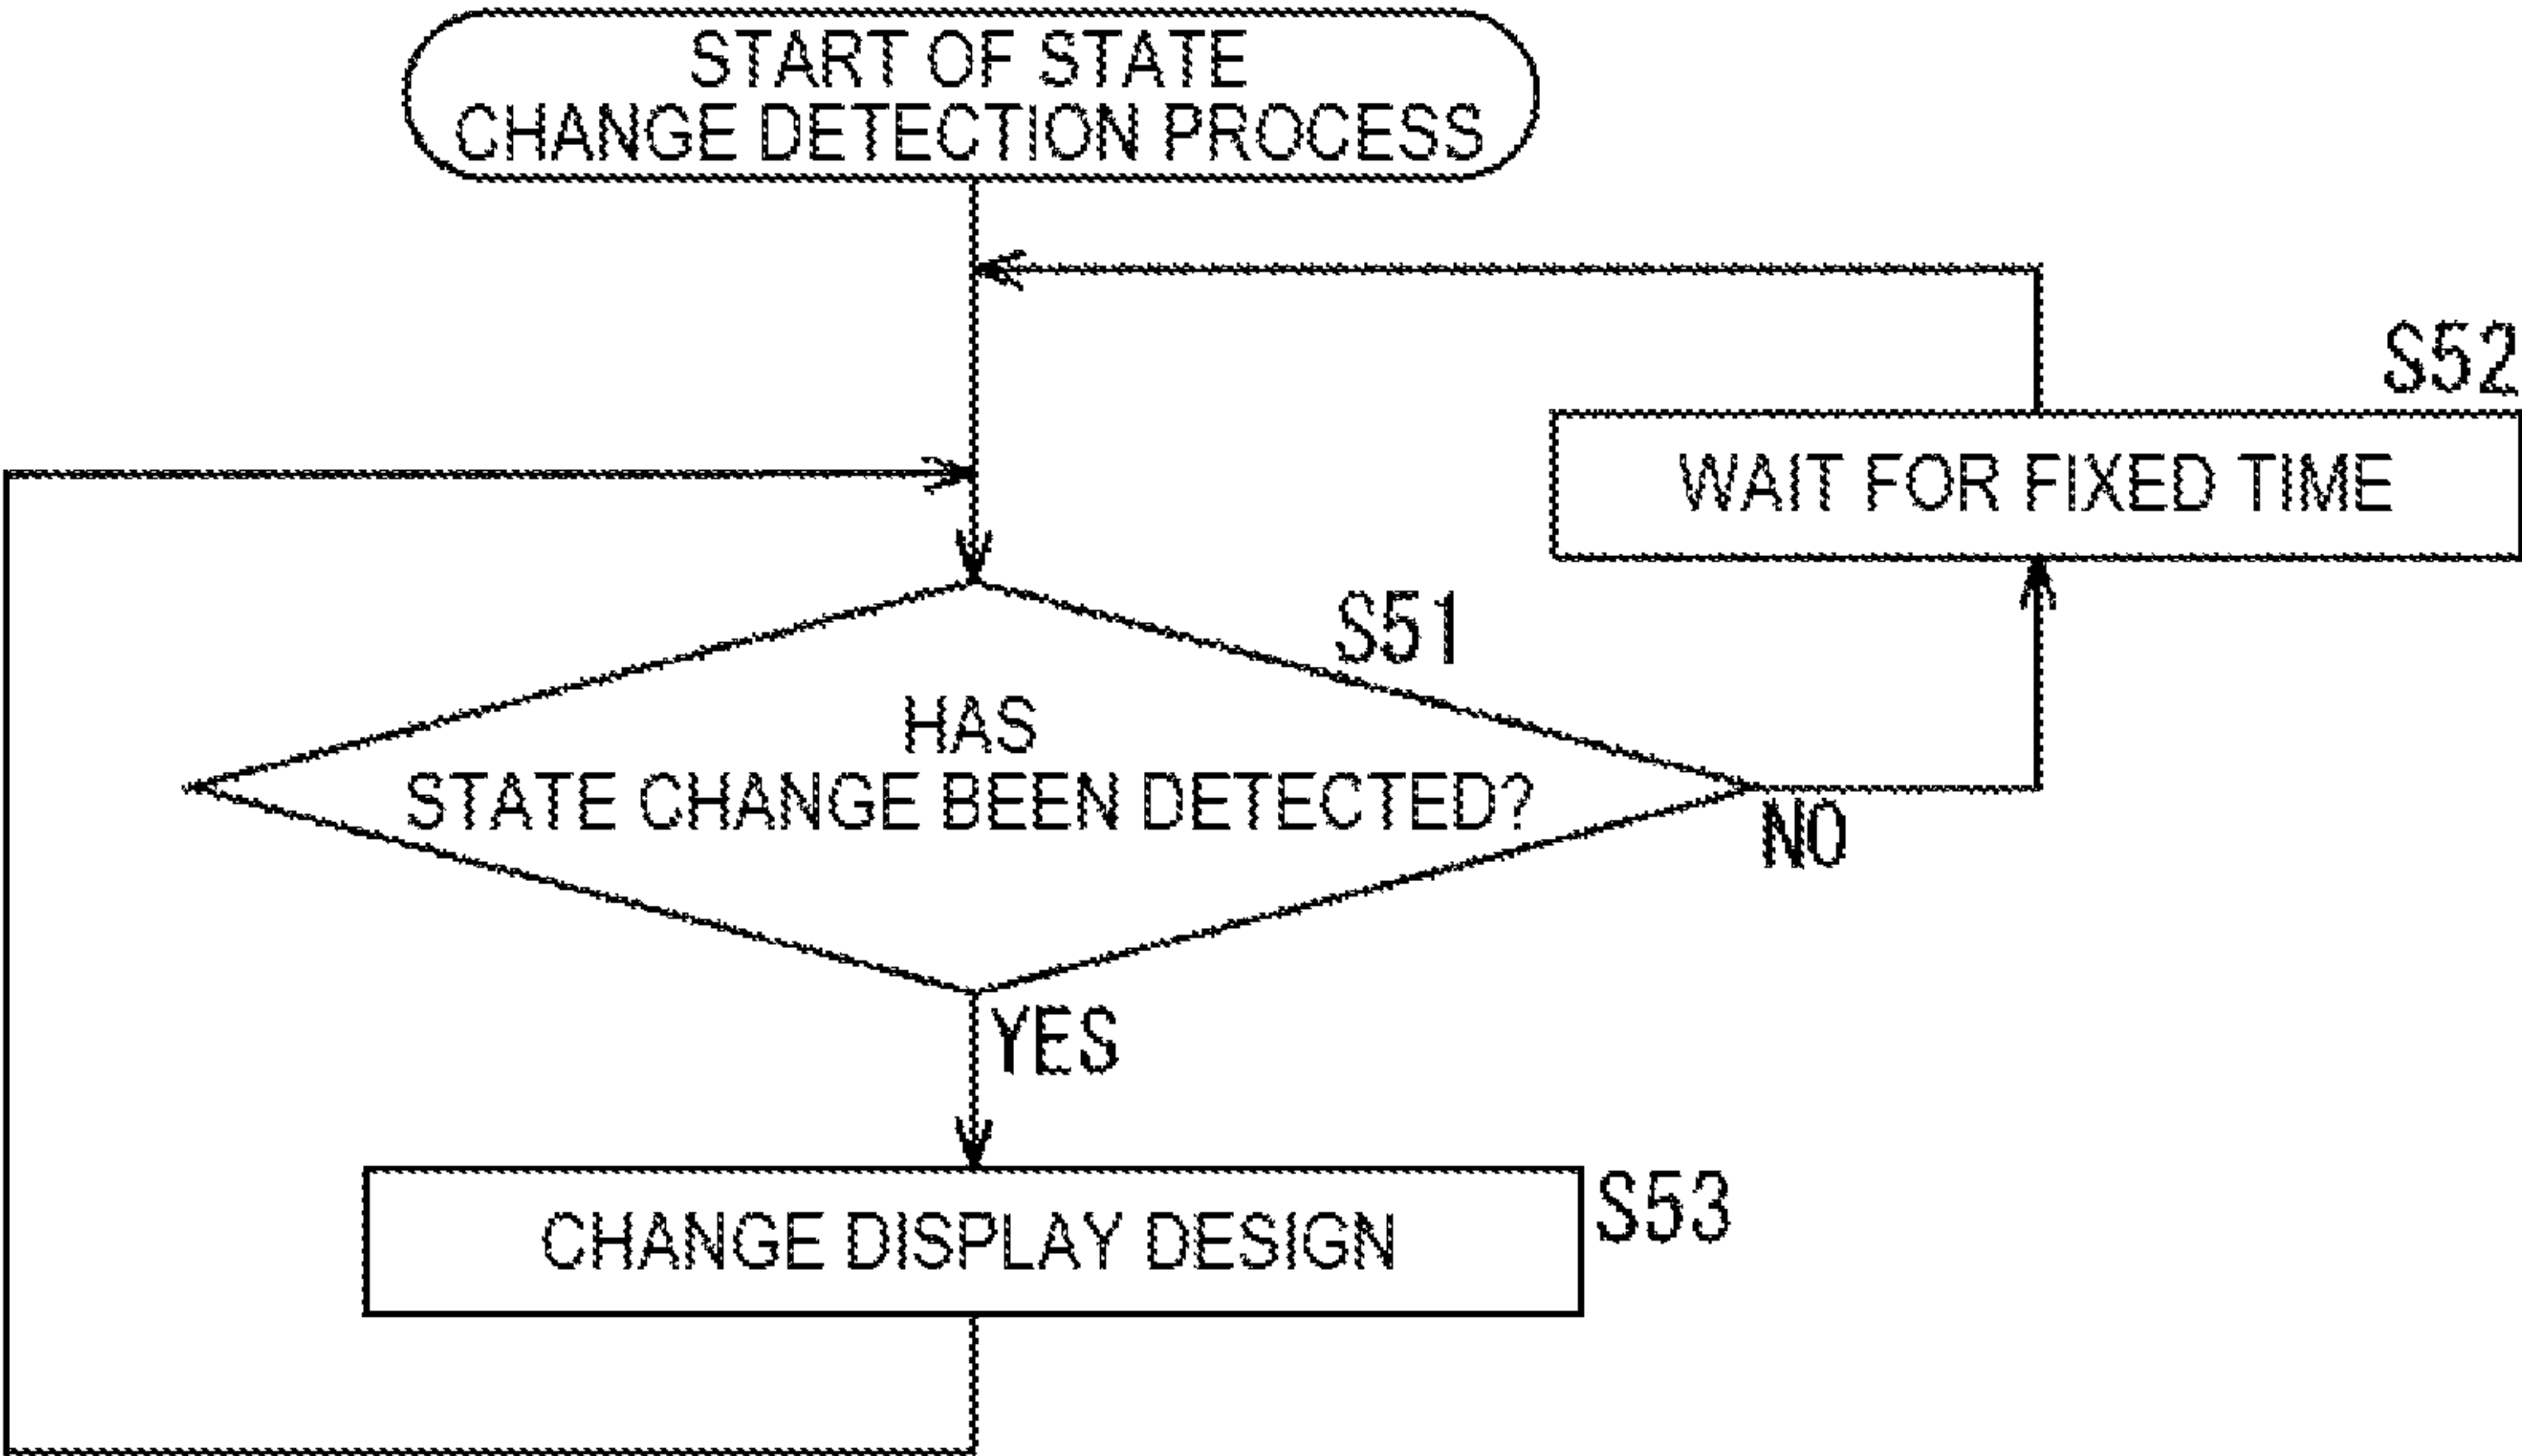 START OF STATE
CHANGE DETECTION PROCESS
S52
WAIT FOR FIXED TIME
S51
HAS
STATE CHANGE BEEN DETECTED?
NO
YES
S53
CHANGE DISPLAY DESIGN